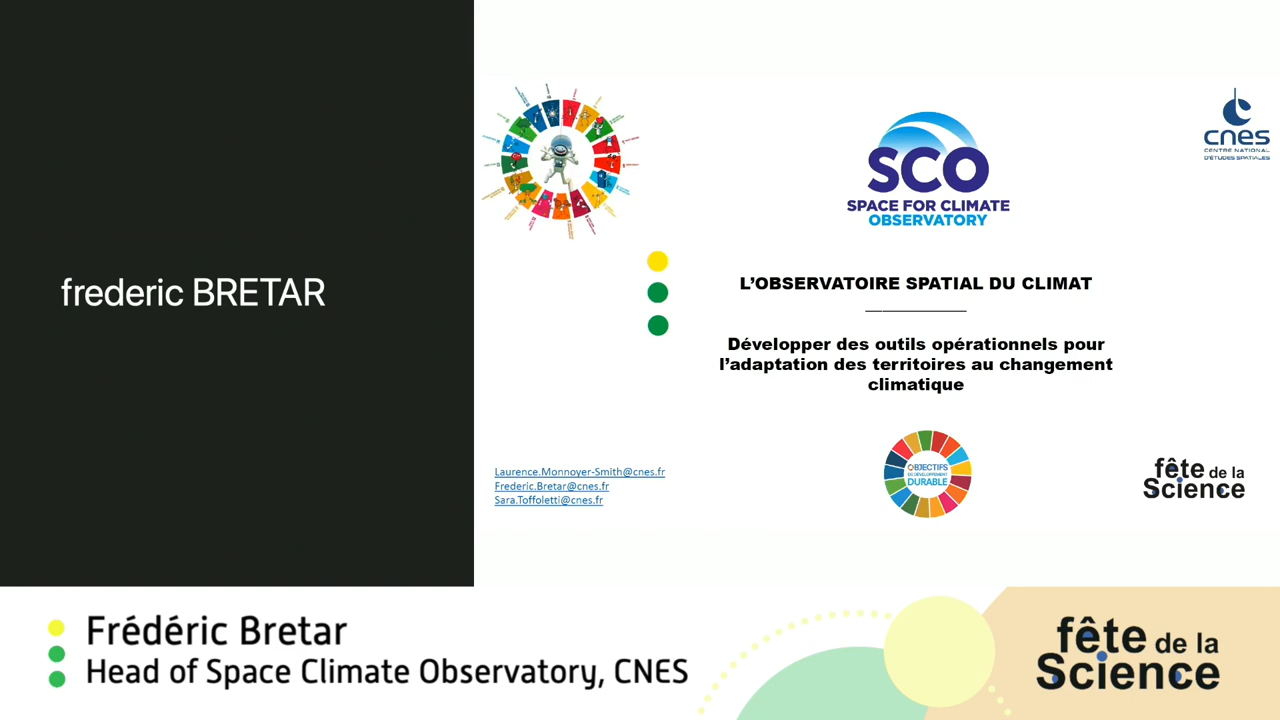 frederic BRETAR
cnes
CENTRE NATIONAL
D'ÉTUDES SPATIALES
SCO
SPACE FOR CLIMATE
OBSERVATORY
L'OBSERVATOIRE SPATIAL DU CLIMAT
Développer des outils opérationnels pour
l'adaptation des territoires au changement
climatique
Laurence.Monnoyer-Smith@cnes.fr
Frederic.Bretar@cnes.fr
Sara.Toffoletti@cnes.fr
OBJECTIFS
DE DÉVELOPPEMENT
DURABLE
fête de la
Science
Frédéric Bretar
Head of Space Climate Observatory, CNES
fête de la
Science